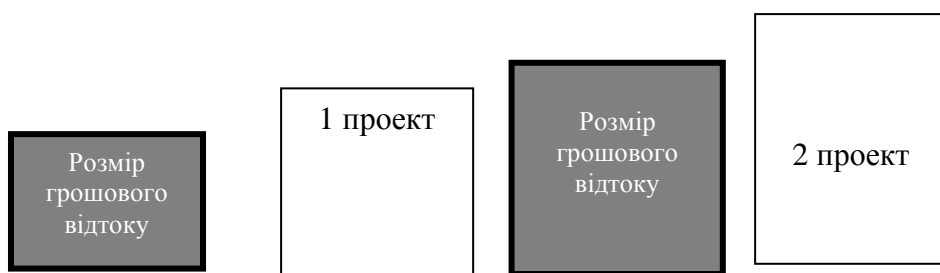 Розмір
грошового
відтоку
1 проект
Розмір
грошового
відтоку
2 проект